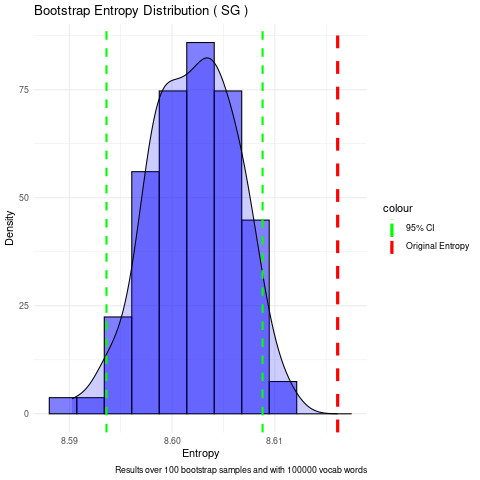 Bootstrap Entropy Distribution ( SG )
Density
75
50
25
0
8.59
8.60
8.61
Entropy
colour
95% CI
Original Entropy
Results over 100 bootstrap samples and with 100000 vocab words